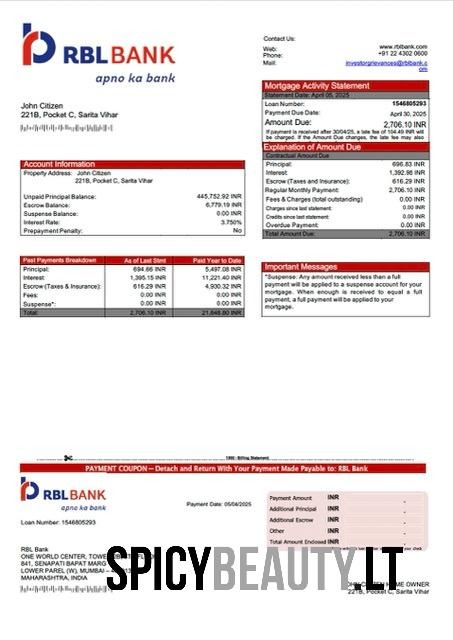 RBL BANK
apno ka bank
Contact Us:
Web: www.rblbank.com
Phone: +91 22 4302 0600
Mail: investorgrievances@rblbank.c
om
John Citizen
221B, Pocket C, Sarita Vihar
Mortgage Activity Statement
Statement Date: April 05, 2025
Loan Number: 1546805293
Payment Due Date: April 30, 2025
Amount Due: 2,706.10 INR
If payment is received after 30/04/25, a late fee of 104.49 INR will
be charged. If the Amount Due changes, the late fee may also
Explanation of Amount Due
Contractual Amount Due
Principal: 696.83 INR
Interest: 1,392.98 INR
Escrow (Taxes and Insurance): 616.29 INR
Regular Monthly Payment: 2,706.10 INR
Fees & Charges (total outstanding) 0.00 INR
Charges since last statement: 0.00 INR
Credits since last statement: 0.00 INR
Overdue Payment: 0.00 INR
Total Amount Due: 2,706.10 INR
Account Information
Property Address: John Citizen
221B, Pocket C, Sarita Vihar
Unpaid Principal Balance: 445,752.92 INR
Escrow Balance: 6,779.19 INR
Suspense Balance: 0.00 INR
Interest Rate: 3.750%
Prepayment Penalty: No
Past Payments Breakdown As of Last Stmt Paid Year to Date
Principal: 694.66 INR 5,497.08 INR
Interest: 1,395.15 INR 11,221.40 INR
Escrow (Taxes & Insurance): 616.29 INR 4,930.32 INR
Fees: 0.00 INR 0.00 INR
Suspense*: 0.00 INR 0.00 INR
Total: 2,706.10 INR 21,648.80 INR
Important Messages
*Suspense: Any amount received less than a full
payment will be applied to a suspense account for
your mortgage. When enough is received to equal a
full payment, a full payment will be applied to your
mortgage.
Billing Statement
PAYMENT COUPON — Detach and Return With Your Payment Made Payable to: RBL Bank
RBL BANK
apno ka bank
Payment Date: 05/04/2025
Loan Number: 1546805293
Payment Amount INR
Additional Principal INR
Additional Escrow INR
Other INR
Total Amount Endowed INR
RBL Bank
ONE WORLD CENTER, TOWER
841, SENAPATI BAPAT MARG
LOWER PAREL (W), MUMBAI
MAHARASHTRA, INDIA
HOME OWNER
221B, Pocket C, Sarita Vihar
SPICYBEAUTY.LT